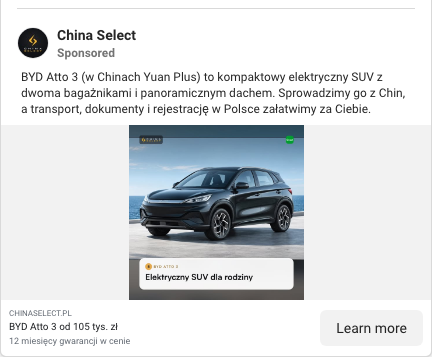 China Select
Sponsored
BYD Atto 3 (w Chinach Yuan Plus) to kompaktowy elektryczny SUV z
dwoma bagażnikami i panoramicznym dachem. Sprowadzimy go z Chin,
a transport, dokumenty i rejestrację w Polsce załatwimy za Ciebie.
BYD ATTO 3
Elektryczny SUV dla rodziny
CHINASELECT.PL
BYD Atto 3 od 105 tys. zł
12 miesięcy gwarancji w cenie
Learn more